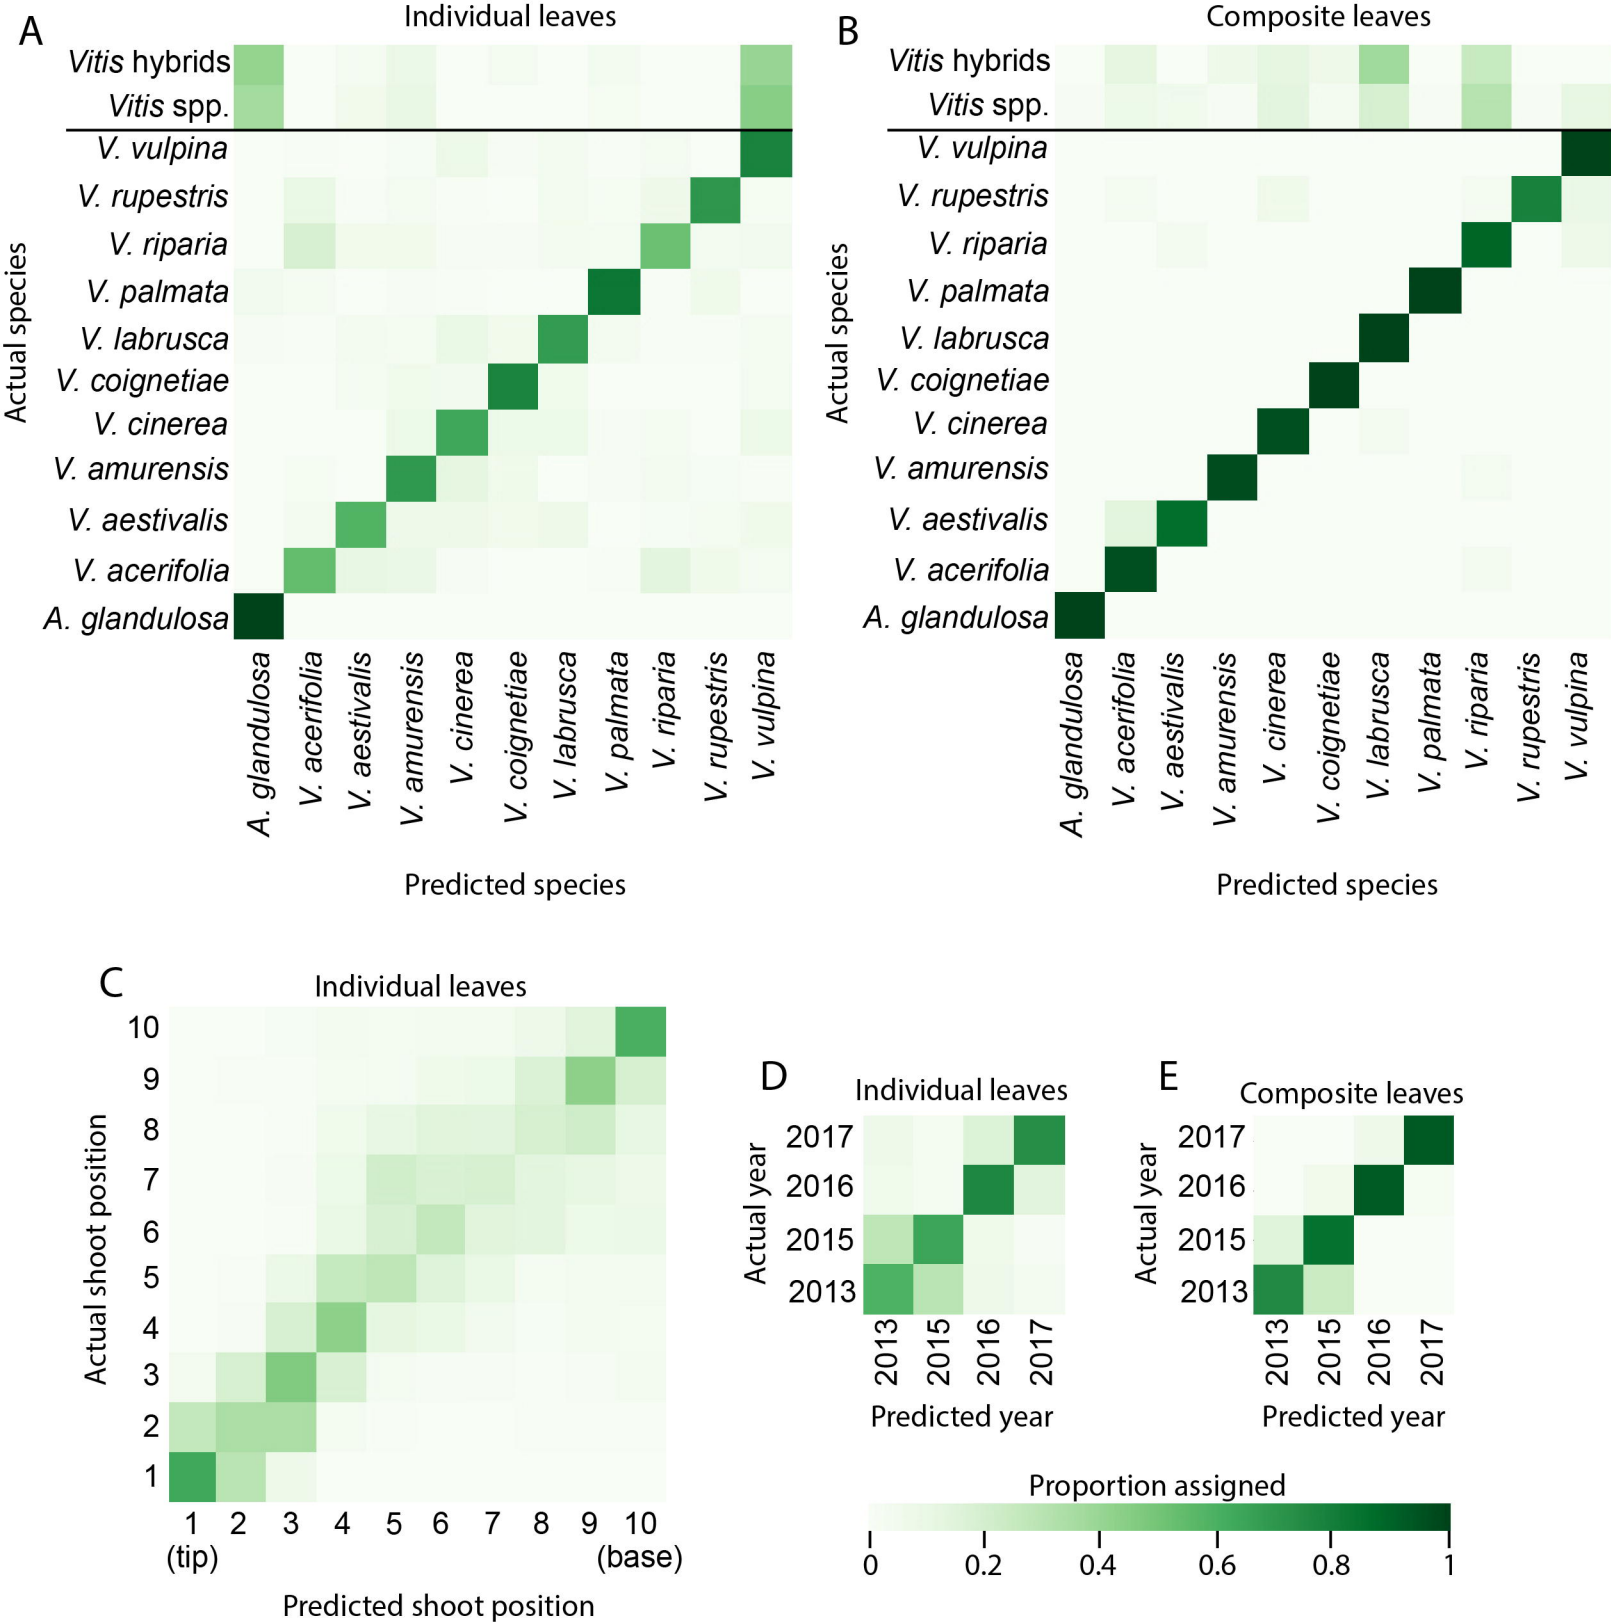 A
Individual leaves
Vitis hybrids
Vitis spp.
V. vulpina
V. rupestris
V. riparia
V. palmata
V. labrusca
V. coignetiae
V. cinerea
V. amurensis
V. aestivalis
V. acerifolia
A. glandulosa
Actual species
A. glandulosa
V. acerifolia
V. aestivalis
V. amurensis
V. cinerea
V. coignetiae
V. labrusca
V. palmata
V. riparia
V. rupestris
V. vulpina
Predicted species
B
Composite leaves
Vitis hybrids
Vitis spp.
V. vulpina
V. rupestris
V. riparia
V. palmata
V. labrusca
V. coignetiae
V. cinerea
V. amurensis
V. aestivalis
V. acerifolia
A. glandulosa
Actual species
A. glandulosa
V. acerifolia
V. aestivalis
V. amurensis
V. cinerea
V. coignetiae
V. labrusca
V. palmata
V. riparia
V. rupestris
V. vulpina
Predicted species
C
Individual leaves
10
9
8
7
6
5
4
3
2
1
Actual shoot position
1 2 3 4 5 6 7 8 9 10
(tip) (base)
Predicted shoot position
D
Individual leaves
2017
2016
2015
2013
Actual year
2013
2015
2016
2017
Predicted year
E
Composite leaves
2017
2016
2015
2013
Actual year
2013
2015
2016
2017
Predicted year
Proportion assigned
0 0.2 0.4 0.6 0.8 1